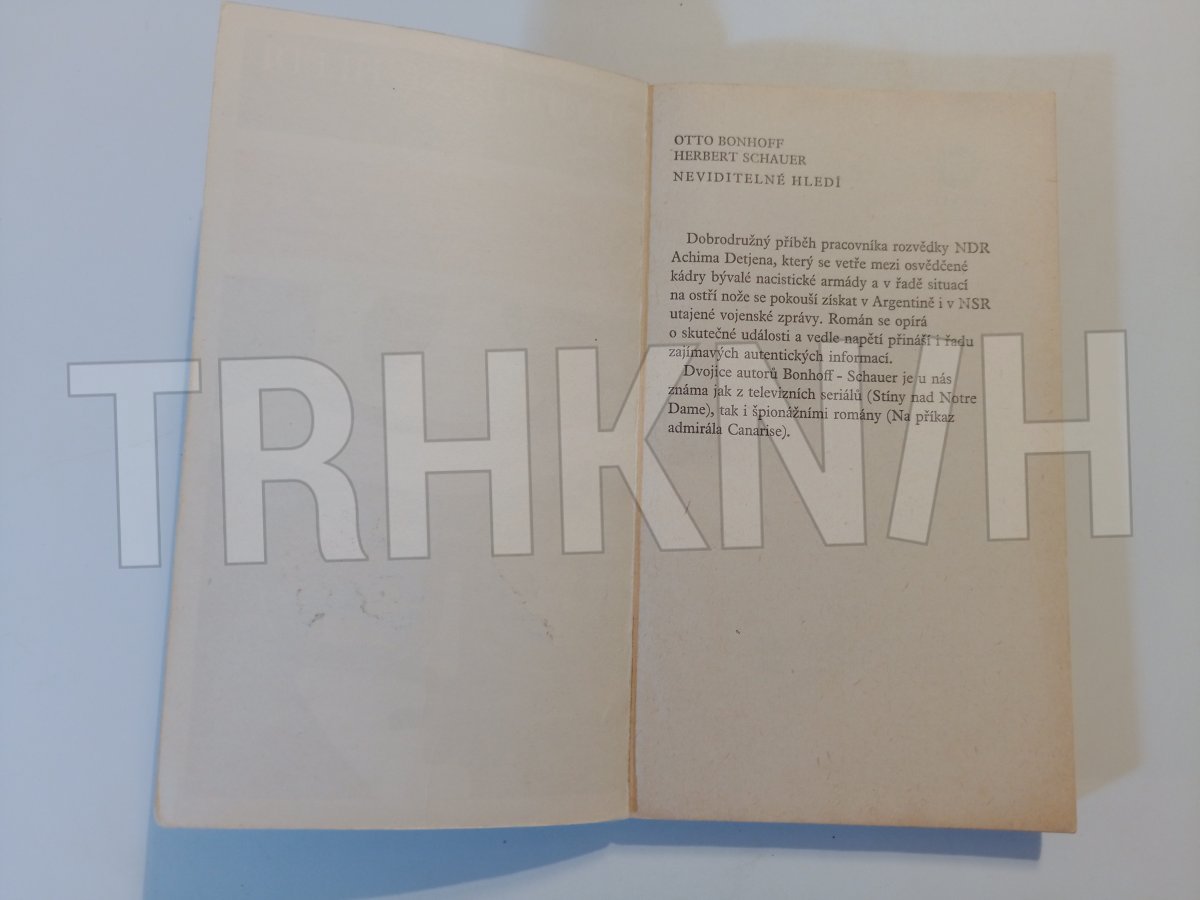 OTTO BONHOFF
HERBERT SCHAUER
NEVIDITELNÉ HLEDÍ
Dobrodružný příběh pracovníka rozvědky NDR
Achima Detjena, který se vetře mezi osvědčené
kádry bývalé nacistické armády a v řadě situací
na ostří nože se pokouší získat v Argentině i v NSR
utajené vojenské zprávy. Román se opírá
o skutečné události a vedle napětí přináší i řadu
zajímavých autentických informací.
Dvojice autorů Bonhoff – Schauer je u nás
známa jak z televizních seriálů (Stíny nad Notre
Dame), tak i špionážními romány (Na příkaz
admirála Canarise).
TRHKN/H